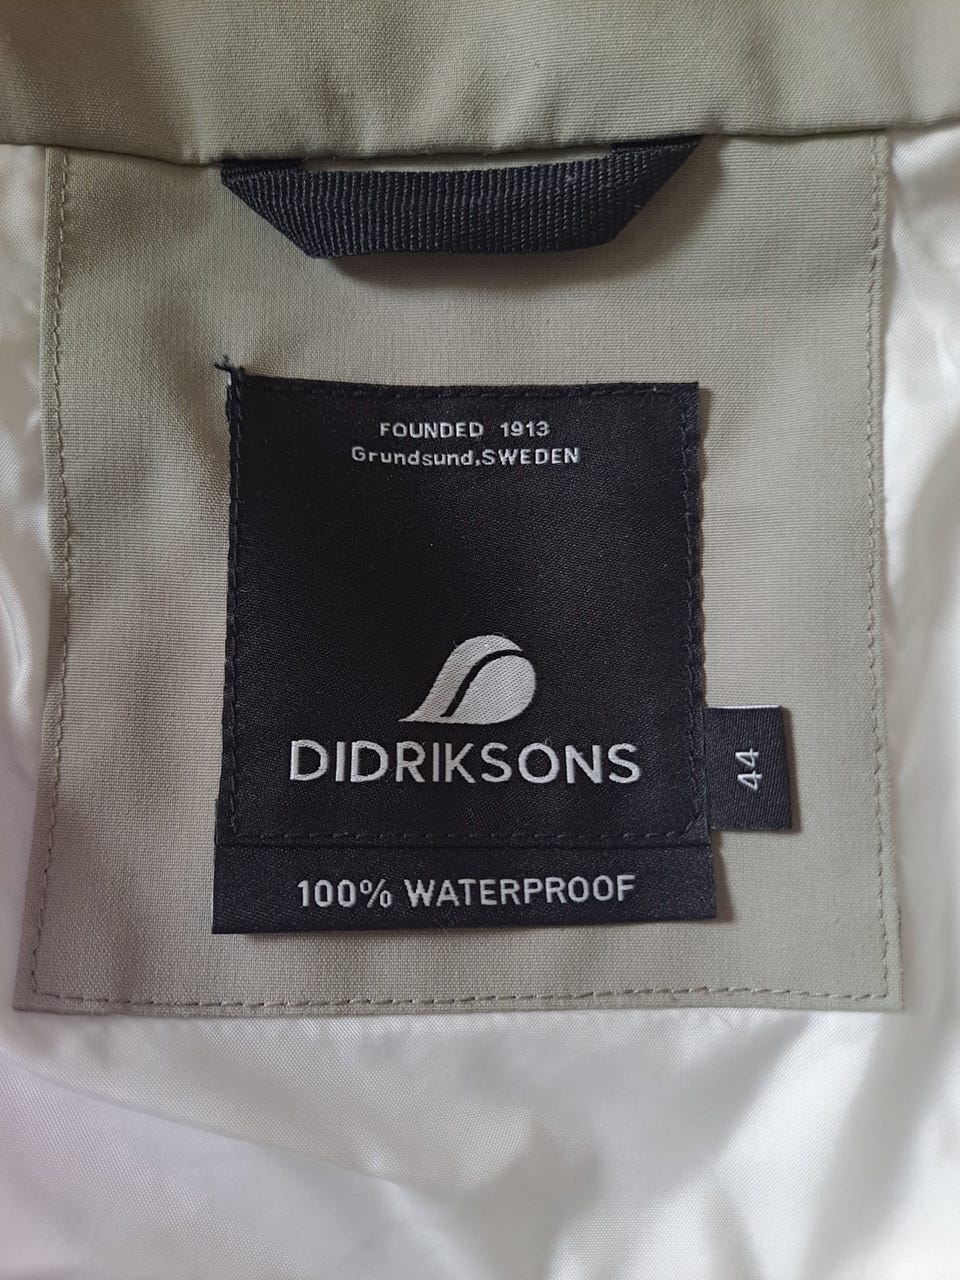 FOUNDED 1913
Grundsund,SWEDEN
DIDRIKSONS
44
100% WATERPROOF